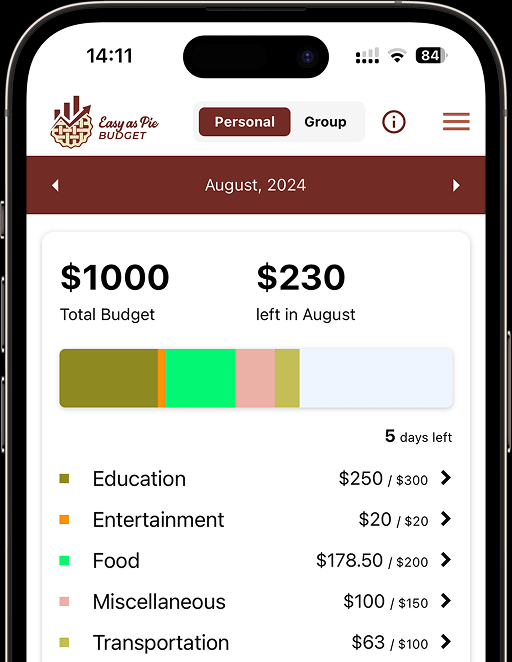 14:11
84
Easy as Pie
BUDGET
Personal Group
August, 2024
$1000 $230
Total Budget left in August
5 days left
Education $250 / $300
Entertainment $20 / $20
Food $178.50 / $200
Miscellaneous $100 / $150
Transportation $63 / $100